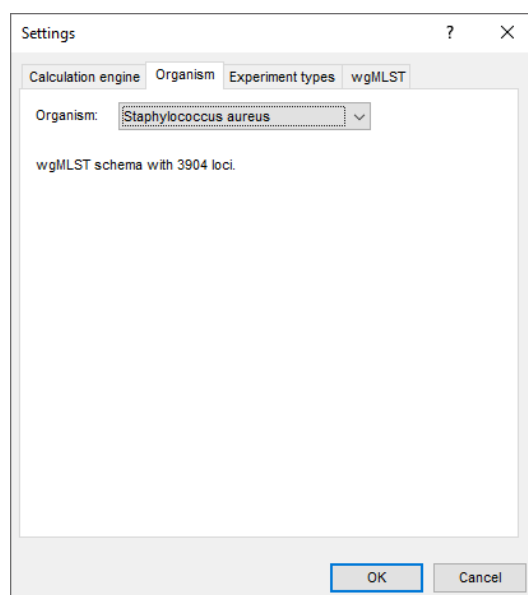 Settings
?
Calculation engine Organism Experiment types wgMLST
Organism: Staphylococcus aureus
wgMLST schema with 3904 loci.
OK Cancel